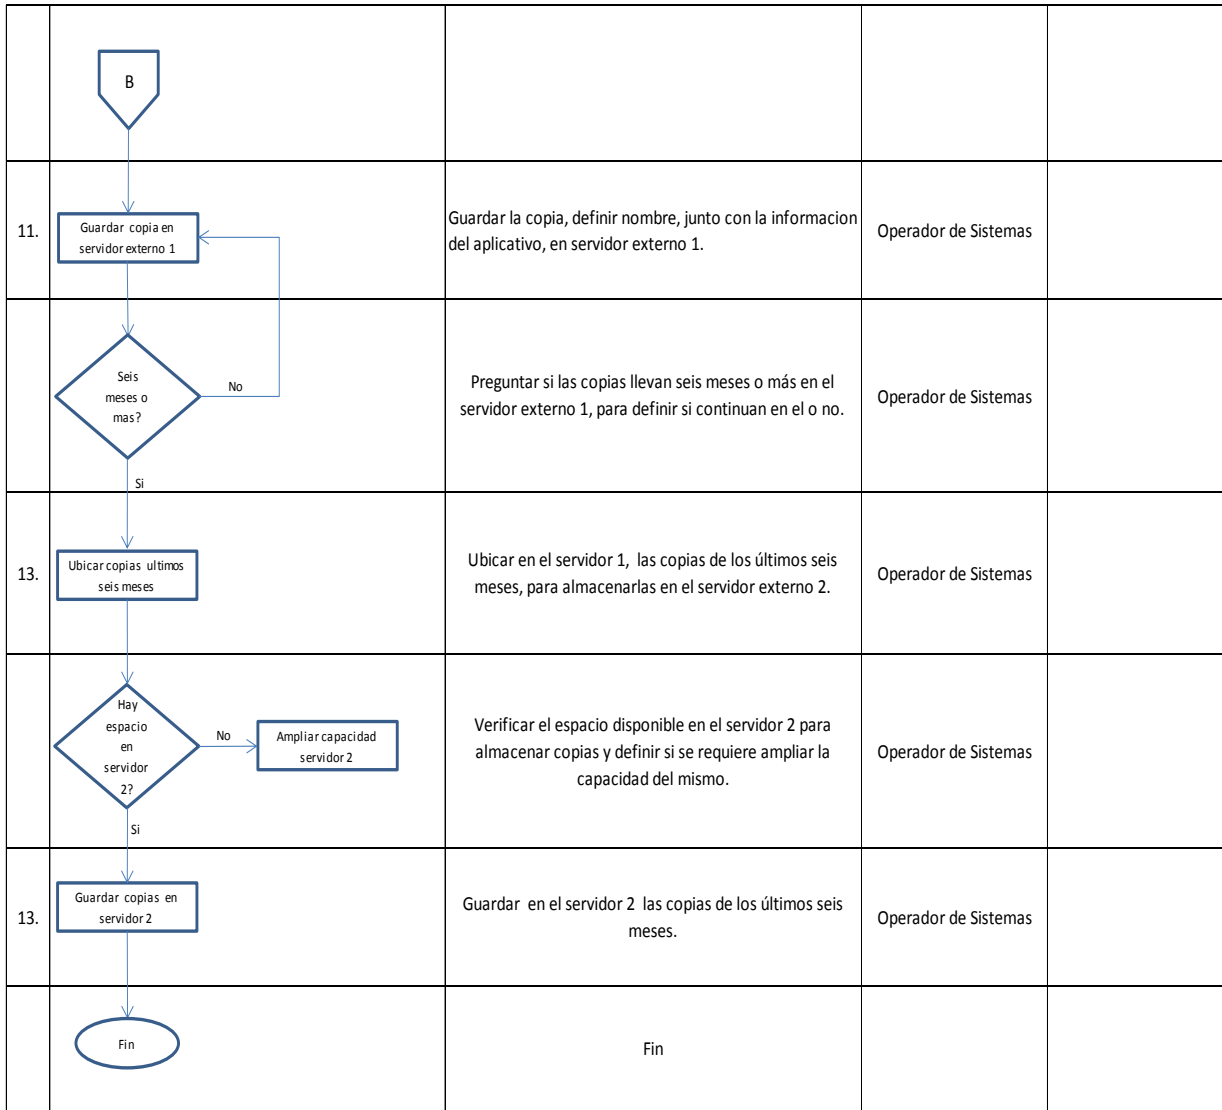 B
11.
Guardar copia en
servidor externo 1
Guardar la copia, definir nombre, junto con la informacion
del aplicativo, en servidor externo 1.
Operador de Sistemas
Seis
meses o
mas?
No
Si
Preguntar si las copias llevan seis meses o más en el
servidor externo 1, para definir si continuan en el o no.
Operador de Sistemas
13.
Ubicar copias ultimos
seis meses
Ubicar en el servidor 1, las copias de los últimos seis
meses, para almacenarlas en el servidor externo 2.
Operador de Sistemas
Hay
espacio
en
servidor
2?
No
Si
Ampliar capacidad
servidor 2
Verificar el espacio disponible en el servidor 2 para
almacenar copias y definir si se requiere ampliar la
capacidad del mismo.
Operador de Sistemas
13.
Guardar copias en
servidor 2
Guardar en el servidor 2 las copias de los últimos seis
meses.
Operador de Sistemas
Fin
Fin